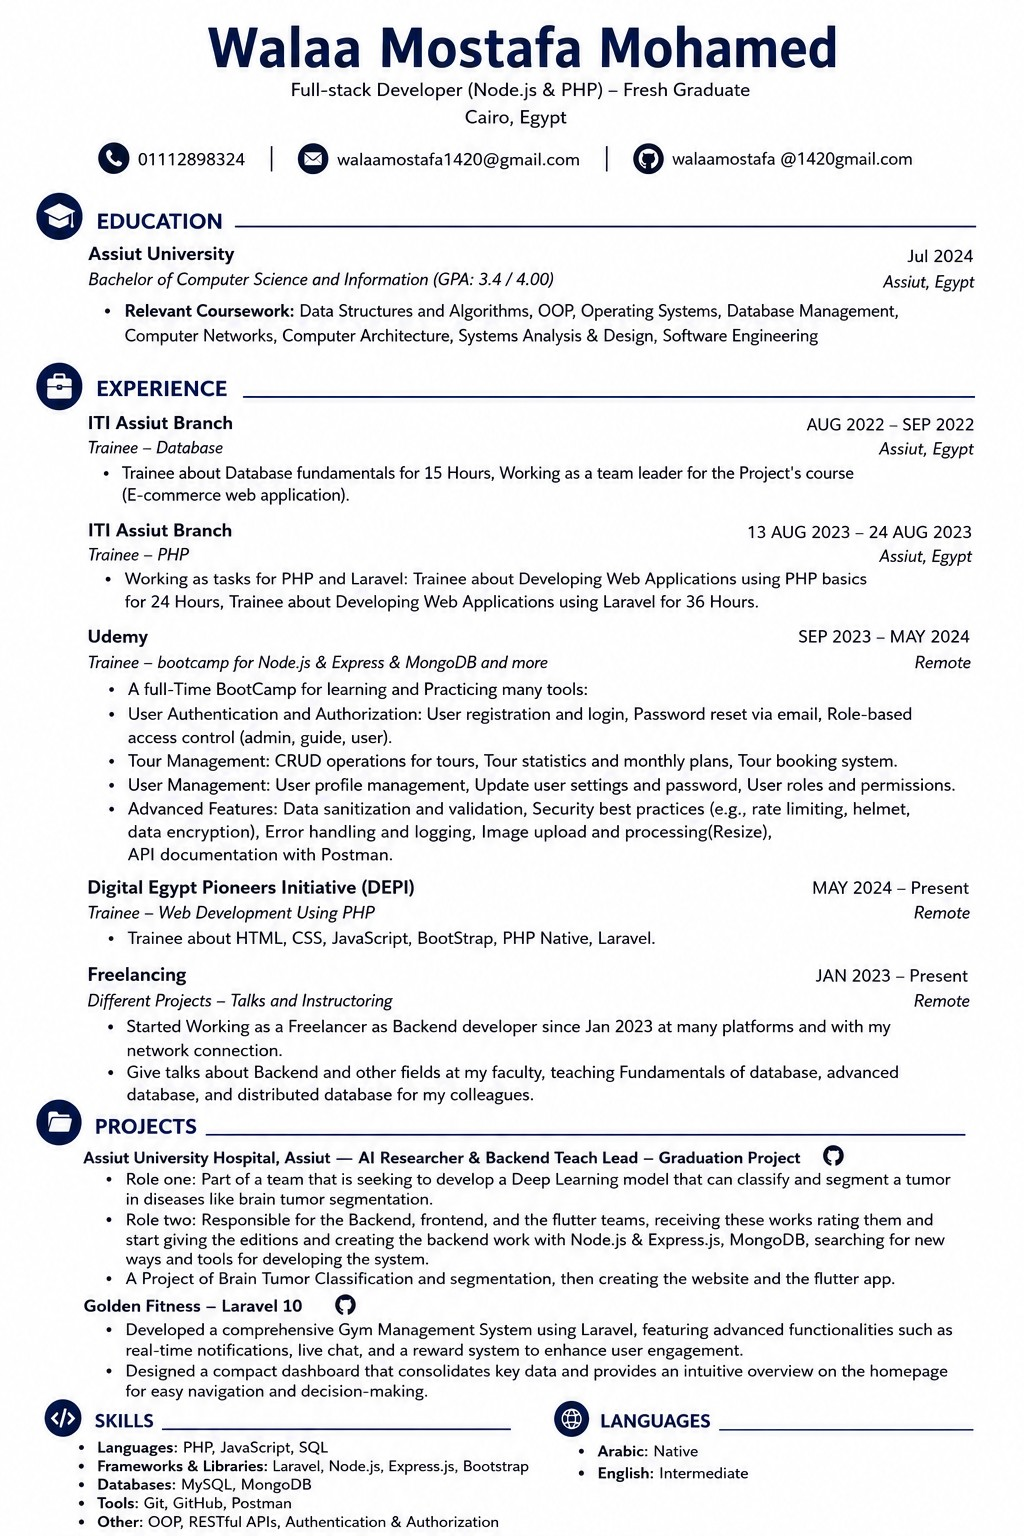 Walaa Mostafa Mohamed
Full-stack Developer (Node.js & PHP) – Fresh Graduate
Cairo, Egypt
01112898324 | walaamostafa1420@gmail.com | walaamostafa @1420gmail.com
EDUCATION
Assiut University Jul 2024
Bachelor of Computer Science and Information (GPA: 3.4 / 4.00) Assiut, Egypt
• Relevant Coursework: Data Structures and Algorithms, OOP, Operating Systems, Database Management,
Computer Networks, Computer Architecture, Systems Analysis & Design, Software Engineering
EXPERIENCE
ITI Assiut Branch AUG 2022 – SEP 2022
Trainee – Database Assiut, Egypt
• Trainee about Database fundamentals for 15 Hours, Working as a team leader for the Project's course
(E-commerce web application).
ITI Assiut Branch 13 AUG 2023 – 24 AUG 2023
Trainee – PHP Assiut, Egypt
• Working as tasks for PHP and Laravel: Trainee about Developing Web Applications using PHP basics
for 24 Hours, Trainee about Developing Web Applications using Laravel for 36 Hours.
Udemy SEP 2023 – MAY 2024
Trainee – bootcamp for Node.js & Express & MongoDB and more Remote
• A full-Time BootCamp for learning and Practicing many tools:
• User Authentication and Authorization: User registration and login, Password reset via email, Role-based
access control (admin, guide, user).
• Tour Management: CRUD operations for tours, Tour statistics and monthly plans, Tour booking system.
• User Management: User profile management, Update user settings and password, User roles and permissions.
• Advanced Features: Data sanitization and validation, Security best practices (e.g., rate limiting, helmet,
data encryption), Error handling and logging, Image upload and processing(Resize),
API documentation with Postman.
Digital Egypt Pioneers Initiative (DEPI) MAY 2024 – Present
Trainee – Web Development Using PHP Remote
• Trainee about HTML, CSS, JavaScript, BootStrap, PHP Native, Laravel.
Freelancing JAN 2023 – Present
Different Projects – Talks and Instructoring Remote
• Started Working as a Freelancer as Backend developer since Jan 2023 at many platforms and with my
network connection.
• Give talks about Backend and other fields at my faculty, teaching Fundamentals of database, advanced
database, and distributed database for my colleagues.
PROJECTS
Assiut University Hospital, Assiut — AI Researcher & Backend Teach Lead – Graduation Project
• Role one: Part of a team that is seeking to develop a Deep Learning model that can classify and segment a tumor
in diseases like brain tumor segmentation.
• Role two: Responsible for the Backend, frontend, and the flutter teams, receiving these works rating them and
start giving the editions and creating the backend work with Node.js & Express.js, MongoDB, searching for new
ways and tools for developing the system.
• A Project of Brain Tumor Classification and segmentation, then creating the website and the flutter app.
Golden Fitness – Laravel 10
• Developed a comprehensive Gym Management System using Laravel, featuring advanced functionalities such as
real-time notifications, live chat, and a reward system to enhance user engagement.
• Designed a compact dashboard that consolidates key data and provides an intuitive overview on the homepage
for easy navigation and decision-making.
SKILLS
• Languages: PHP, JavaScript, SQL
• Frameworks & Libraries: Laravel, Node.js, Express.js, Bootstrap
• Databases: MySQL, MongoDB
• Tools: Git, GitHub, Postman
• Other: OOP, RESTful APIs, Authentication & Authorization
LANGUAGES
• Arabic: Native
• English: Intermediate